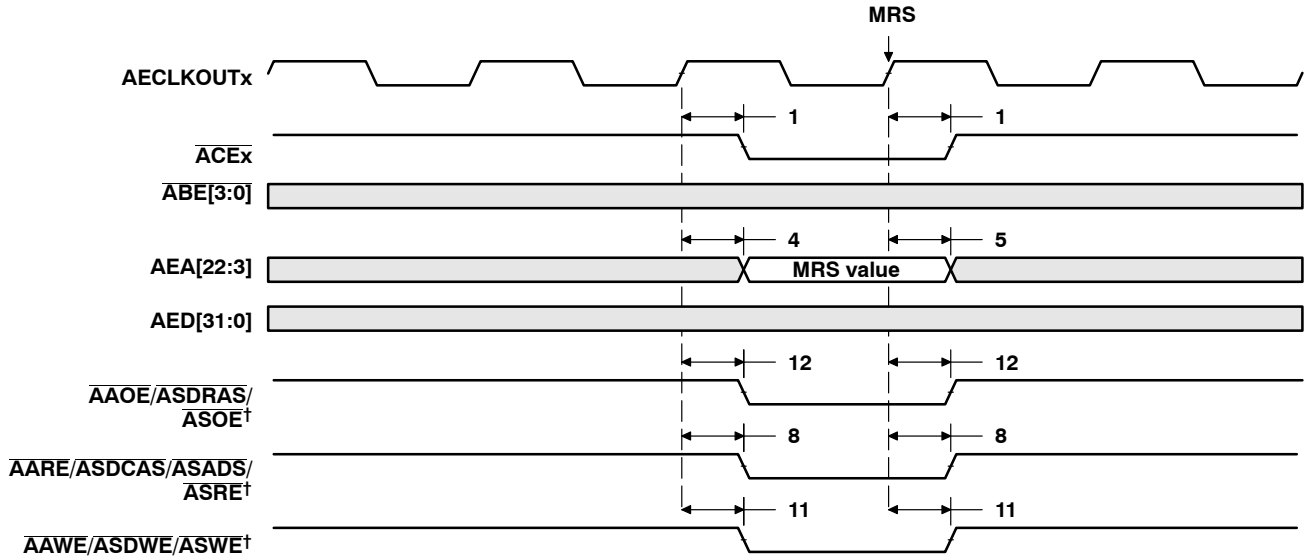 MRS
AECLKOUTx
1 1
ACEx
ABE[3:0]
4 5
AEA[22:3] MRS value
AED[31:0]
12 12
AAOE/ASDRAS/
ASOE†
8 8
AARE/ASDCAS/ASADS/
ASRE†
11 11
AAWE/ASDWE/ASWE†